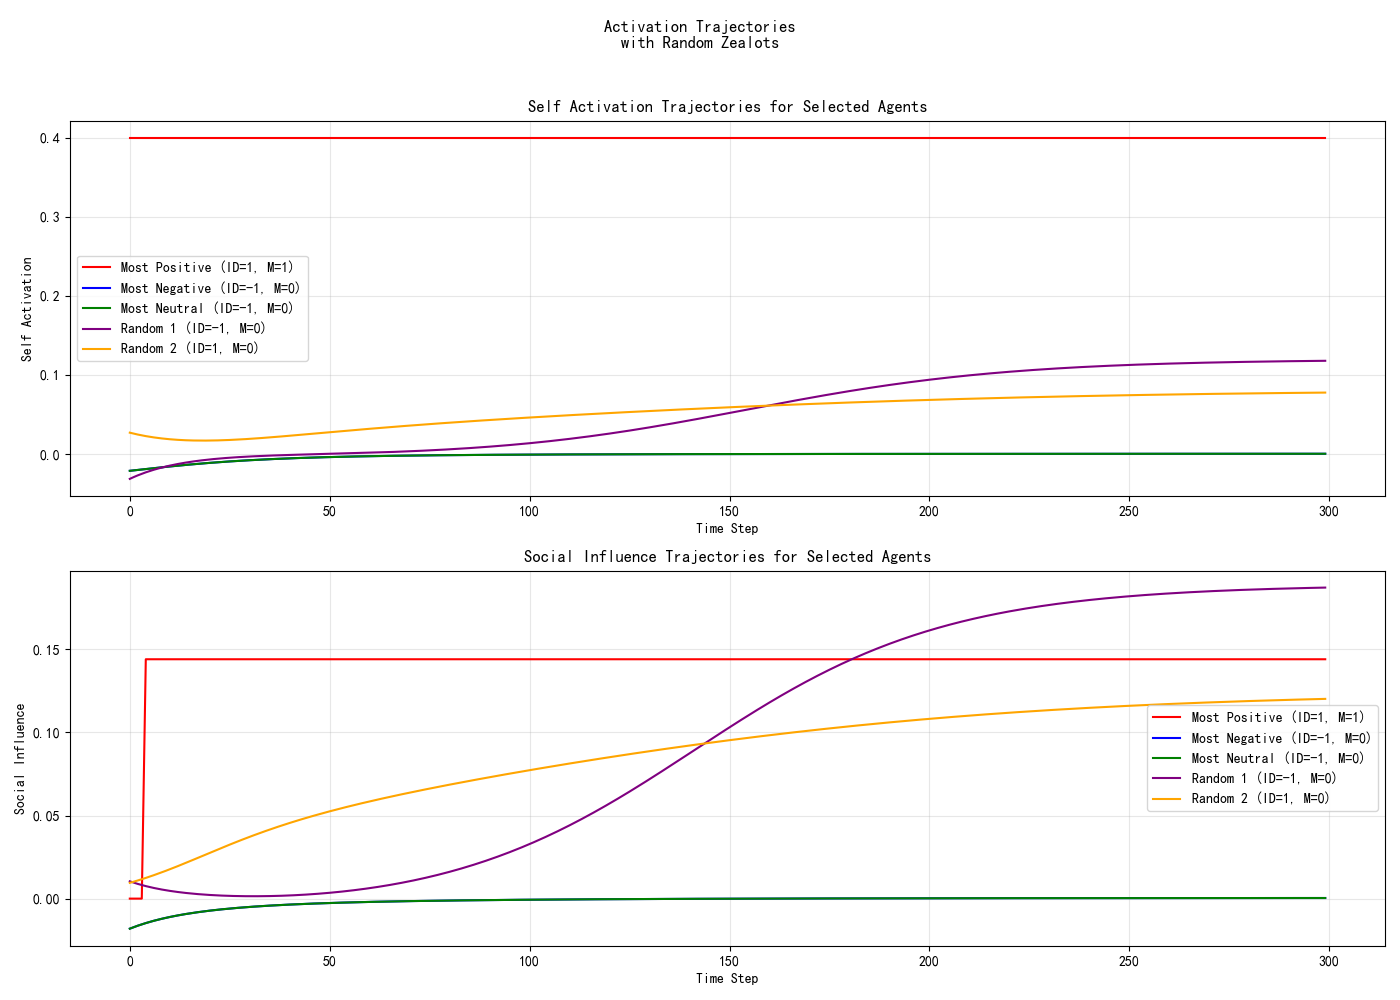 Activation Trajectories
with Random Zealots
Self Activation Trajectories for Selected Agents
0.4
0.3
0.2
0.1
0.0
Self Activation
Most Positive (ID=1, M=1)
Most Negative (ID=-1, M=0)
Most Neutral (ID=-1, M=0)
Random 1 (ID=-1, M=0)
Random 2 (ID=1, M=0)
0 50 100 150 200 250 300
Time Step
Social Influence Trajectories for Selected Agents
0.15
0.10
0.05
0.00
Social Influence
Most Positive (ID=1, M=1)
Most Negative (ID=-1, M=0)
Most Neutral (ID=-1, M=0)
Random 1 (ID=-1, M=0)
Random 2 (ID=1, M=0)
0 50 100 150 200 250 300
Time Step